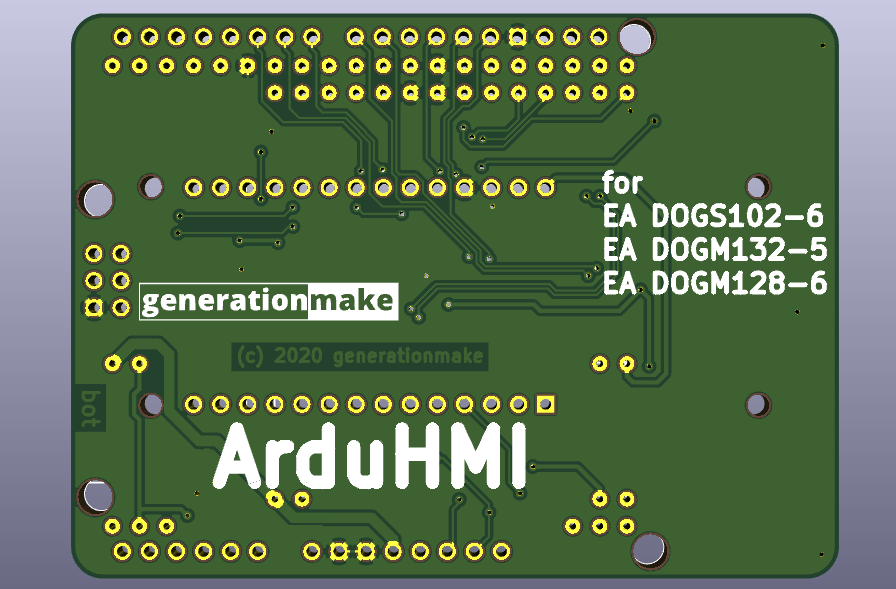 for
EA DOGS102-6
EA DOGM132-5
EA DOGM128-6
generationmake
(c) 2020 generationmake
bot
ArduHMI